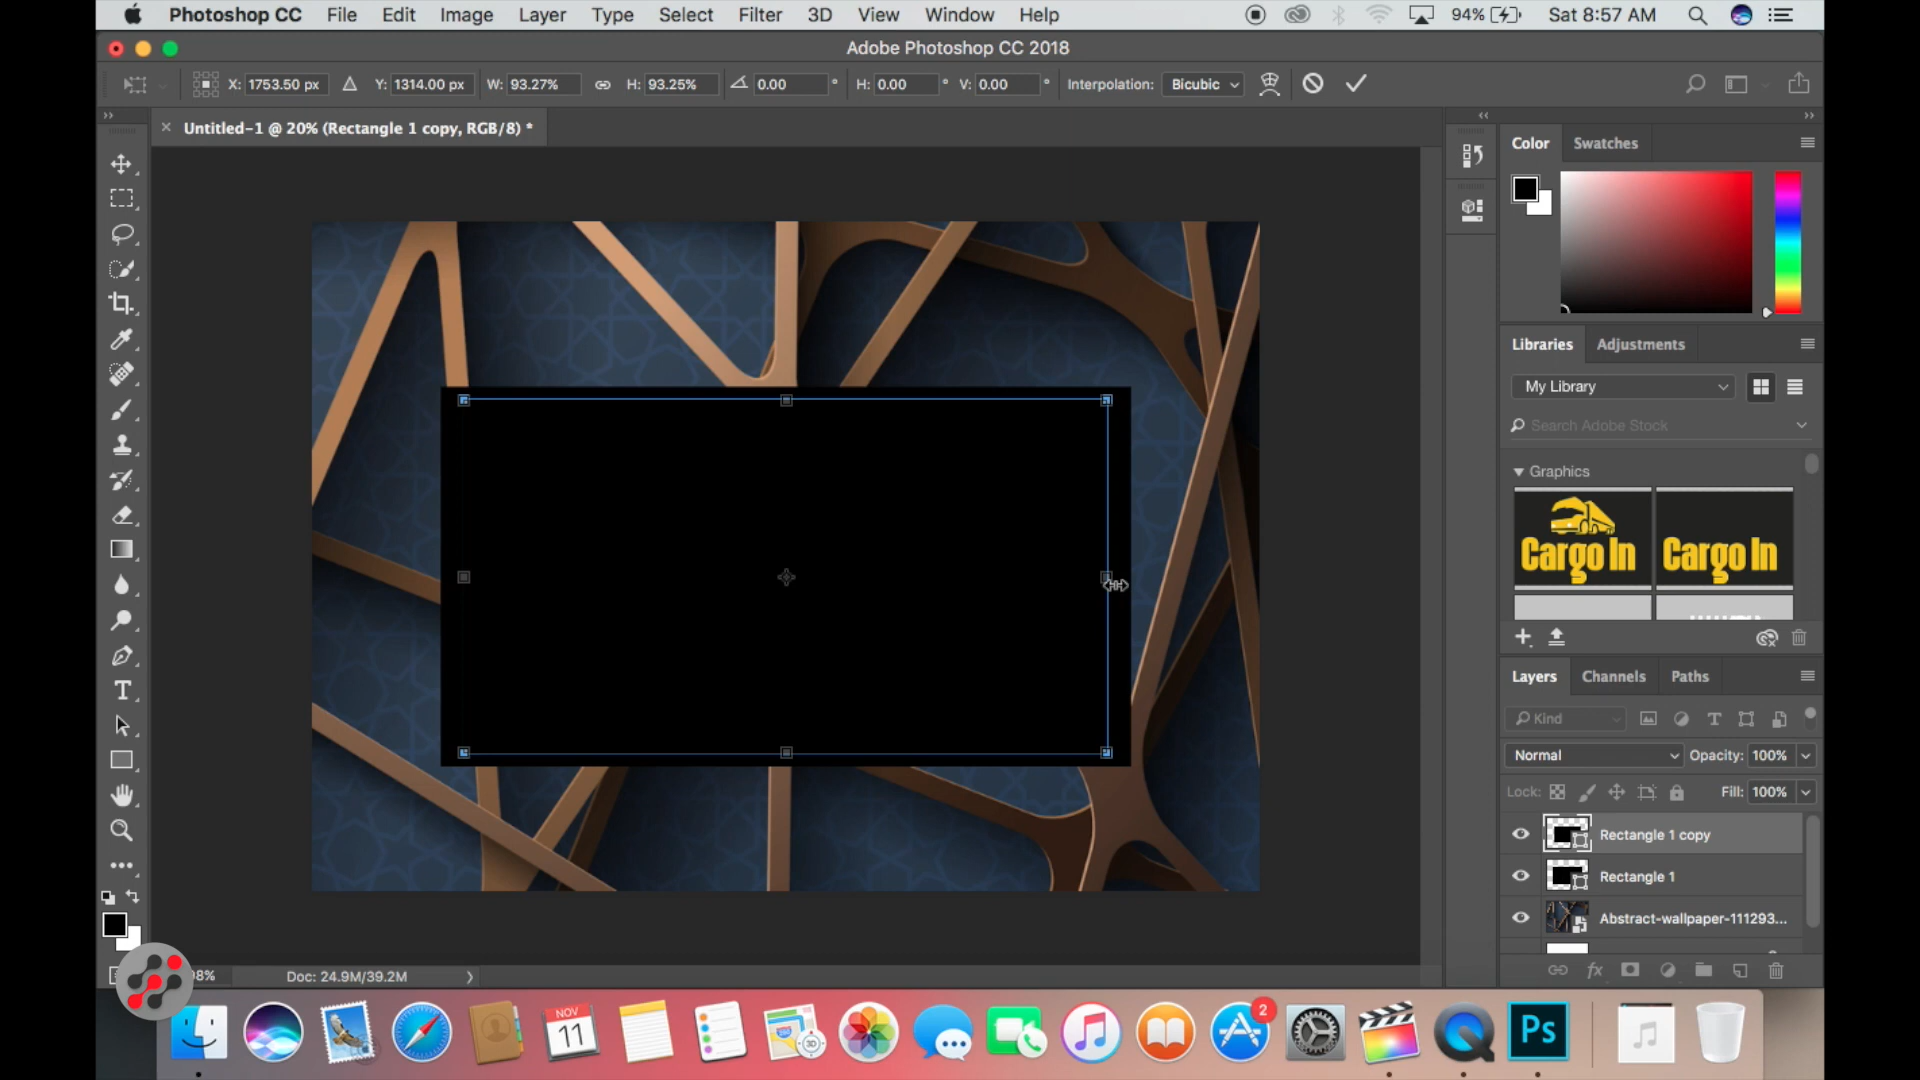 Photoshop CC File Edit Image Layer Type Select Filter 3D View Window Help 94% Sat 8:57 AM
Adobe Photoshop CC 2018
X: 1753.50 px Y: 1314.00 px W: 93.27% H: 93.25% 0.00 ° H: 0.00 ° V: 0.00 ° Interpolation: Bicubic
× Untitled-1 @ 20% (Rectangle 1 copy, RGB/8) *
Color Swatches
Libraries Adjustments
My Library
Search Adobe Stock
Graphics
Cargo In Cargo In
Layers Channels Paths
Kind
Normal Opacity: 100%
Lock: Fill: 100%
Rectangle 1 copy
Rectangle 1
Abstract-wallpaper-111293...
fx
8% Doc: 24.9M/39.2M
NOV
11
3D
2
Ps